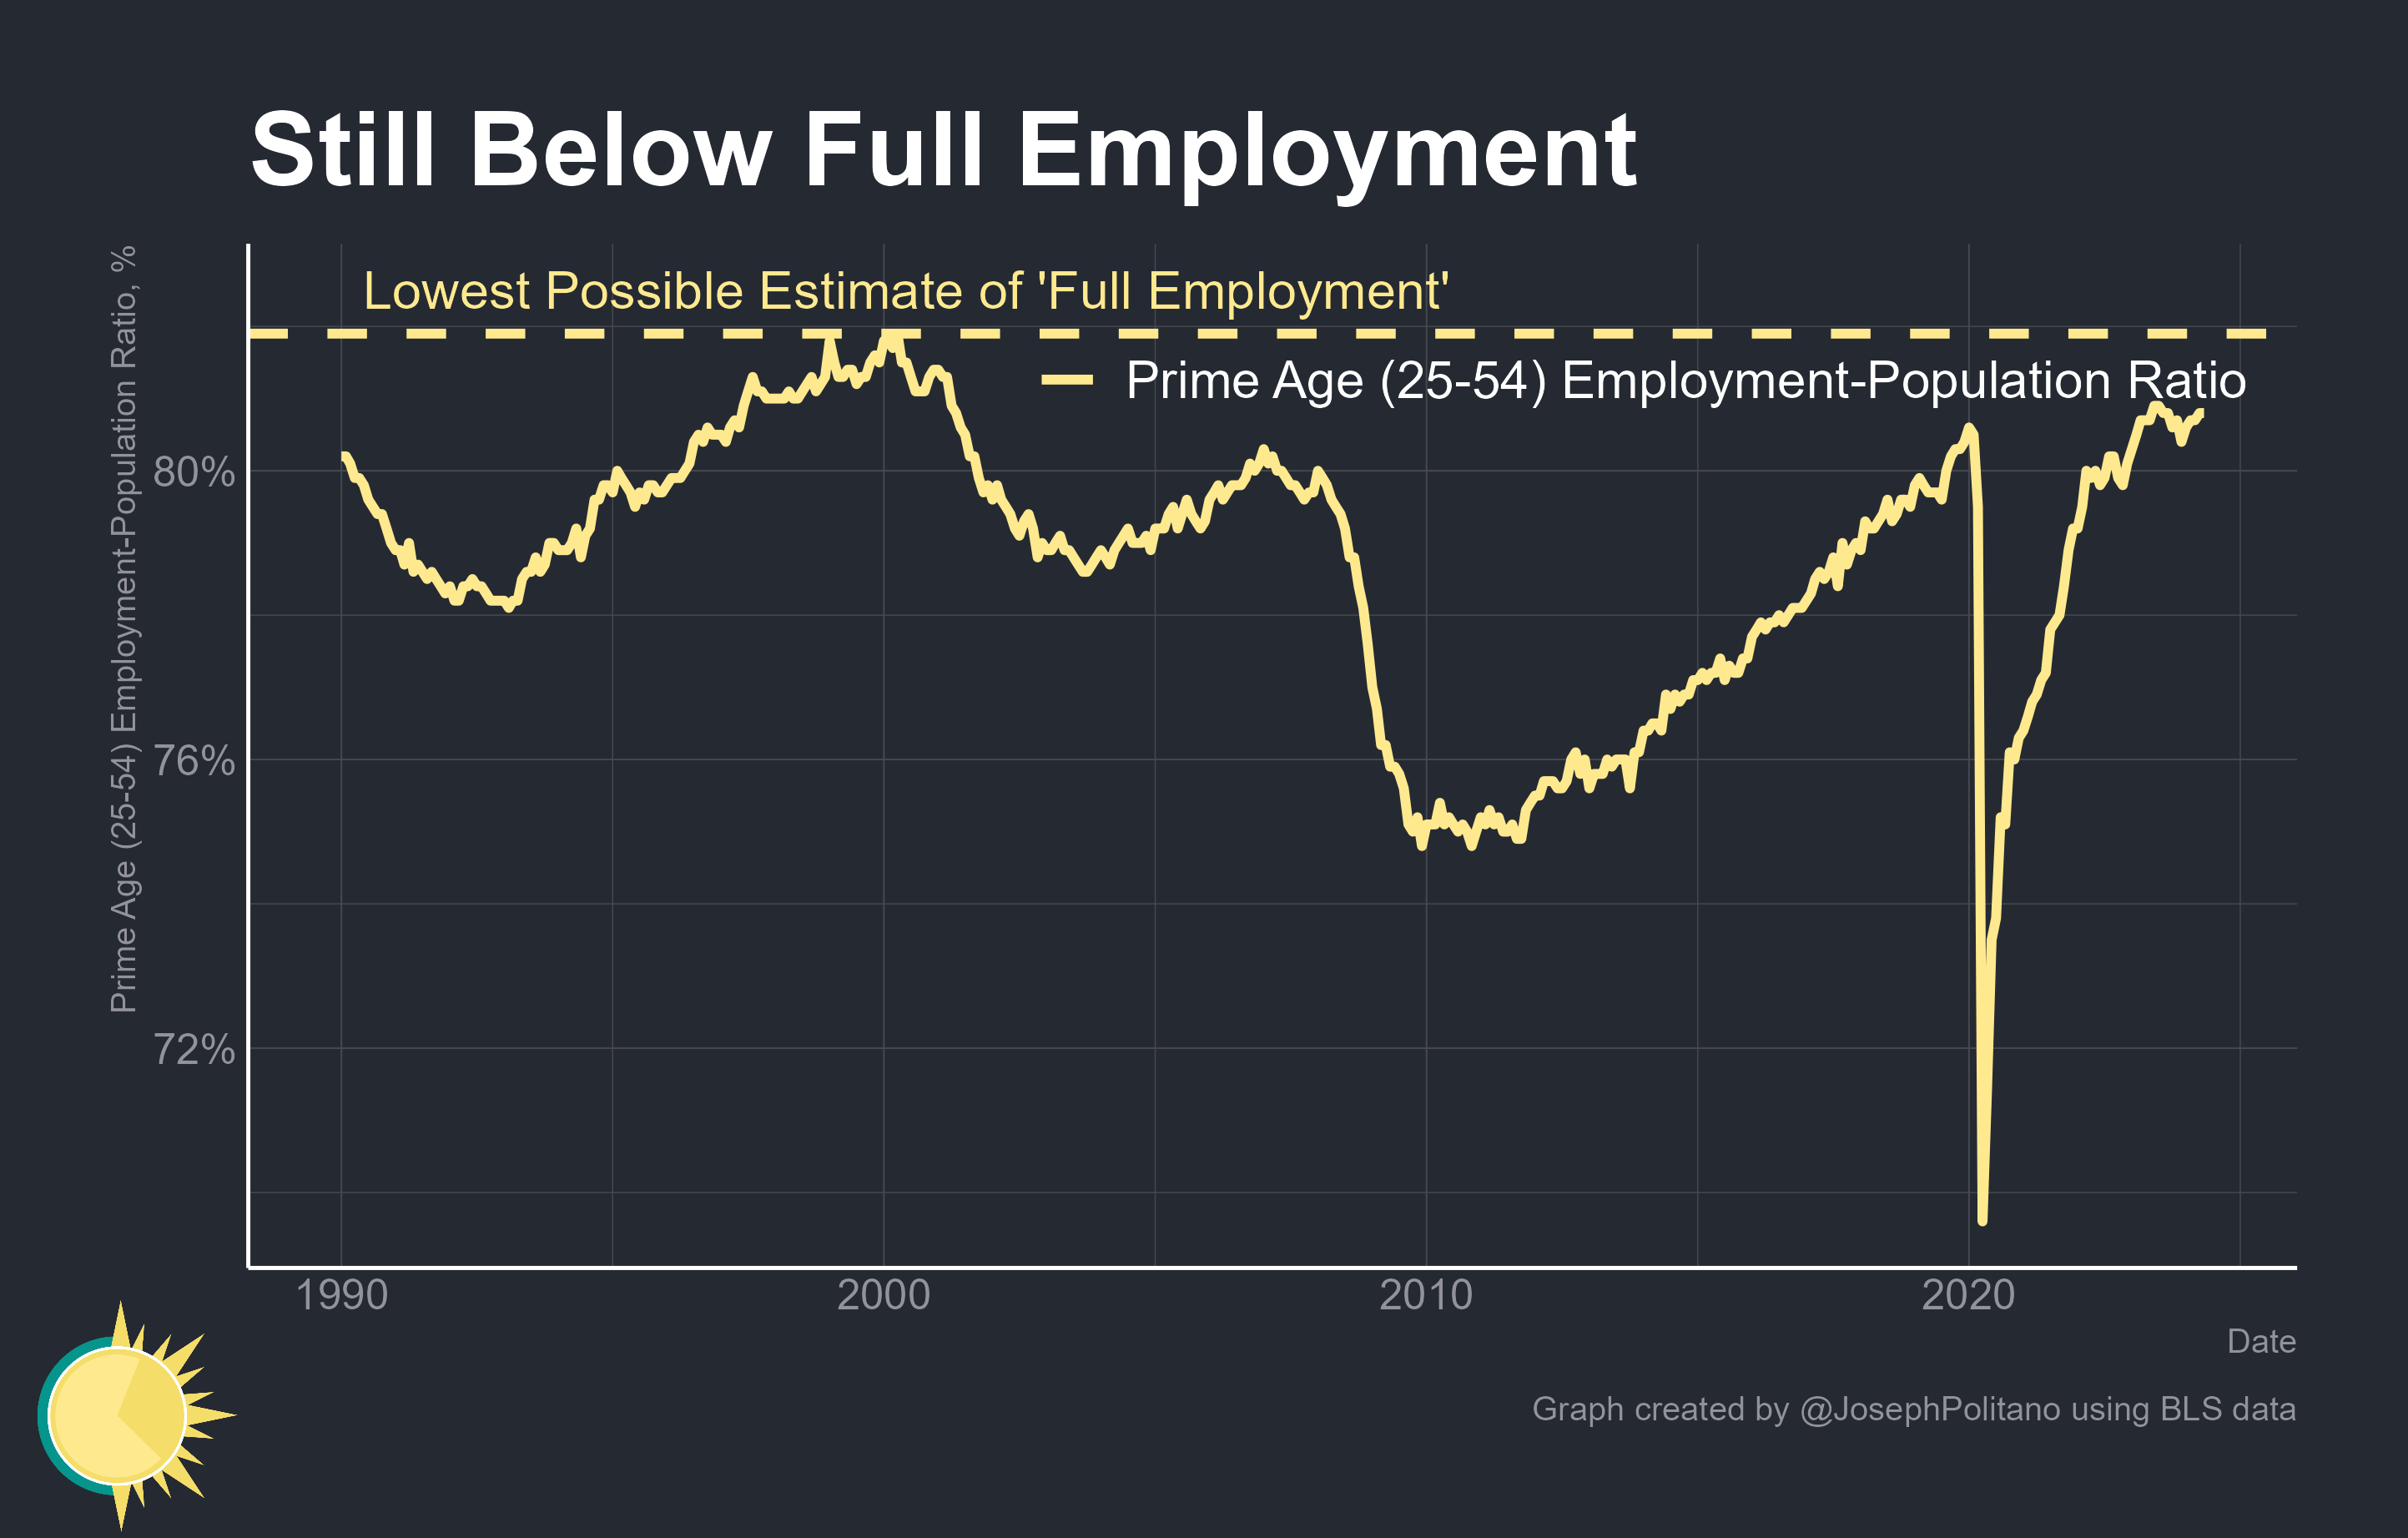 Still Below Full Employment
Lowest Possible Estimate of 'Full Employment'
Prime Age (25-54) Employment-Population Ratio
Prime Age (25-54) Employment-Population Ratio, %
80%
76%
72%
1990
2000
2010
2020
Date
Graph created by @JosephPolitano using BLS data